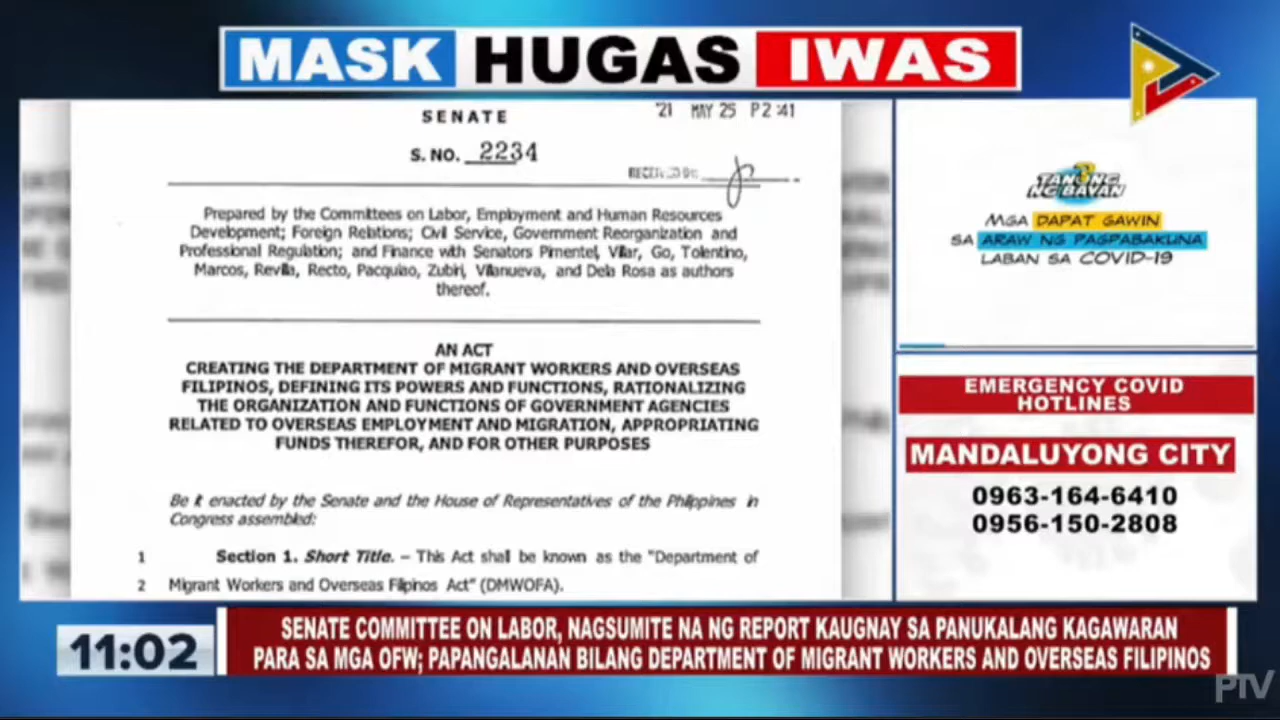 MASK HUGAS IWAS
SENATE
'21 MAY 25 P2:41
S. NO. 2234
RECEIVED BY:
Prepared by the Committees on Labor, Employment and Human Resources
Development; Foreign Relations; Civil Service, Government Reorganization and
Professional Regulation; and Finance with Senators Pimentel, Villar, Go, Tolentino,
Marcos, Revilla, Recto, Pacquiao, Zubiri, Villanueva, and Dela Rosa as authors
thereof.
AN ACT
CREATING THE DEPARTMENT OF MIGRANT WORKERS AND OVERSEAS
FILIPINOS, DEFINING ITS POWERS AND FUNCTIONS, RATIONALIZING
THE ORGANIZATION AND FUNCTIONS OF GOVERNMENT AGENCIES
RELATED TO OVERSEAS EMPLOYMENT AND MIGRATION, APPROPRIATING
FUNDS THEREFOR, AND FOR OTHER PURPOSES
Be it enacted by the Senate and the House of Representatives of the Philippines in
Congress assembled:
1 Section 1. Short Title. – This Act shall be known as the "Department of
2 Migrant Workers and Overseas Filipinos Act" (DMWOFA).
TANONG
NG BAYAN
MGA DAPAT GAWIN
SA ARAW NG PAGPABAKUNA
LABAN SA COVID-19
EMERGENCY COVID
HOTLINES
MANDALUYONG CITY
0963-164-6410
0956-150-2808
11:02
SENATE COMMITTEE ON LABOR, NAGSUMITE NA NG REPORT KAUGNAY SA PANUKALANG KAGAWARAN
PARA SA MGA OFW; PAPANGALANAN BILANG DEPARTMENT OF MIGRANT WORKERS AND OVERSEAS FILIPINOS
PTV